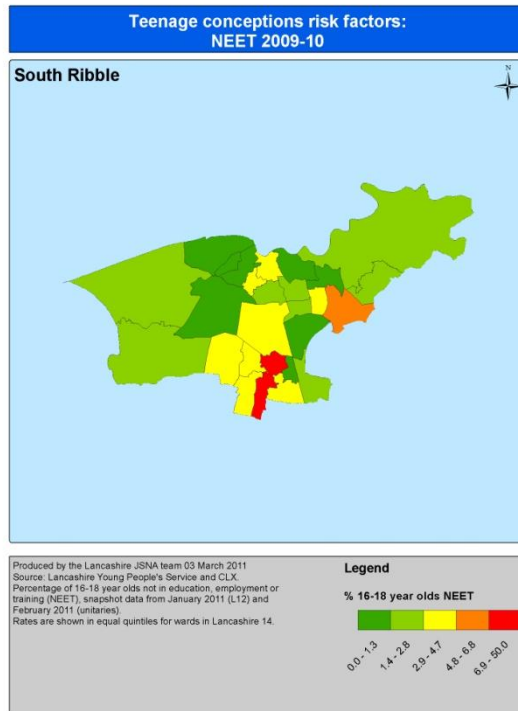 Teenage conceptions risk factors:
NEET 2009-10
South Ribble
N
Produced by the Lancashire JSNA team 03 March 2011
Source: Lancashire Young People's Service and CLX.
Percentage of 16-18 year olds not in education, employment or
training (NEET), snapshot data from January 2011 (L12) and
February 2011 (unitaries).
Rates are shown in equal quintiles for wards in Lancashire 14.
Legend
% 16-18 year olds NEET
0.0 - 1.3
1.4 - 2.8
2.9 - 4.7
4.8 - 6.8
6.9 - 50.0